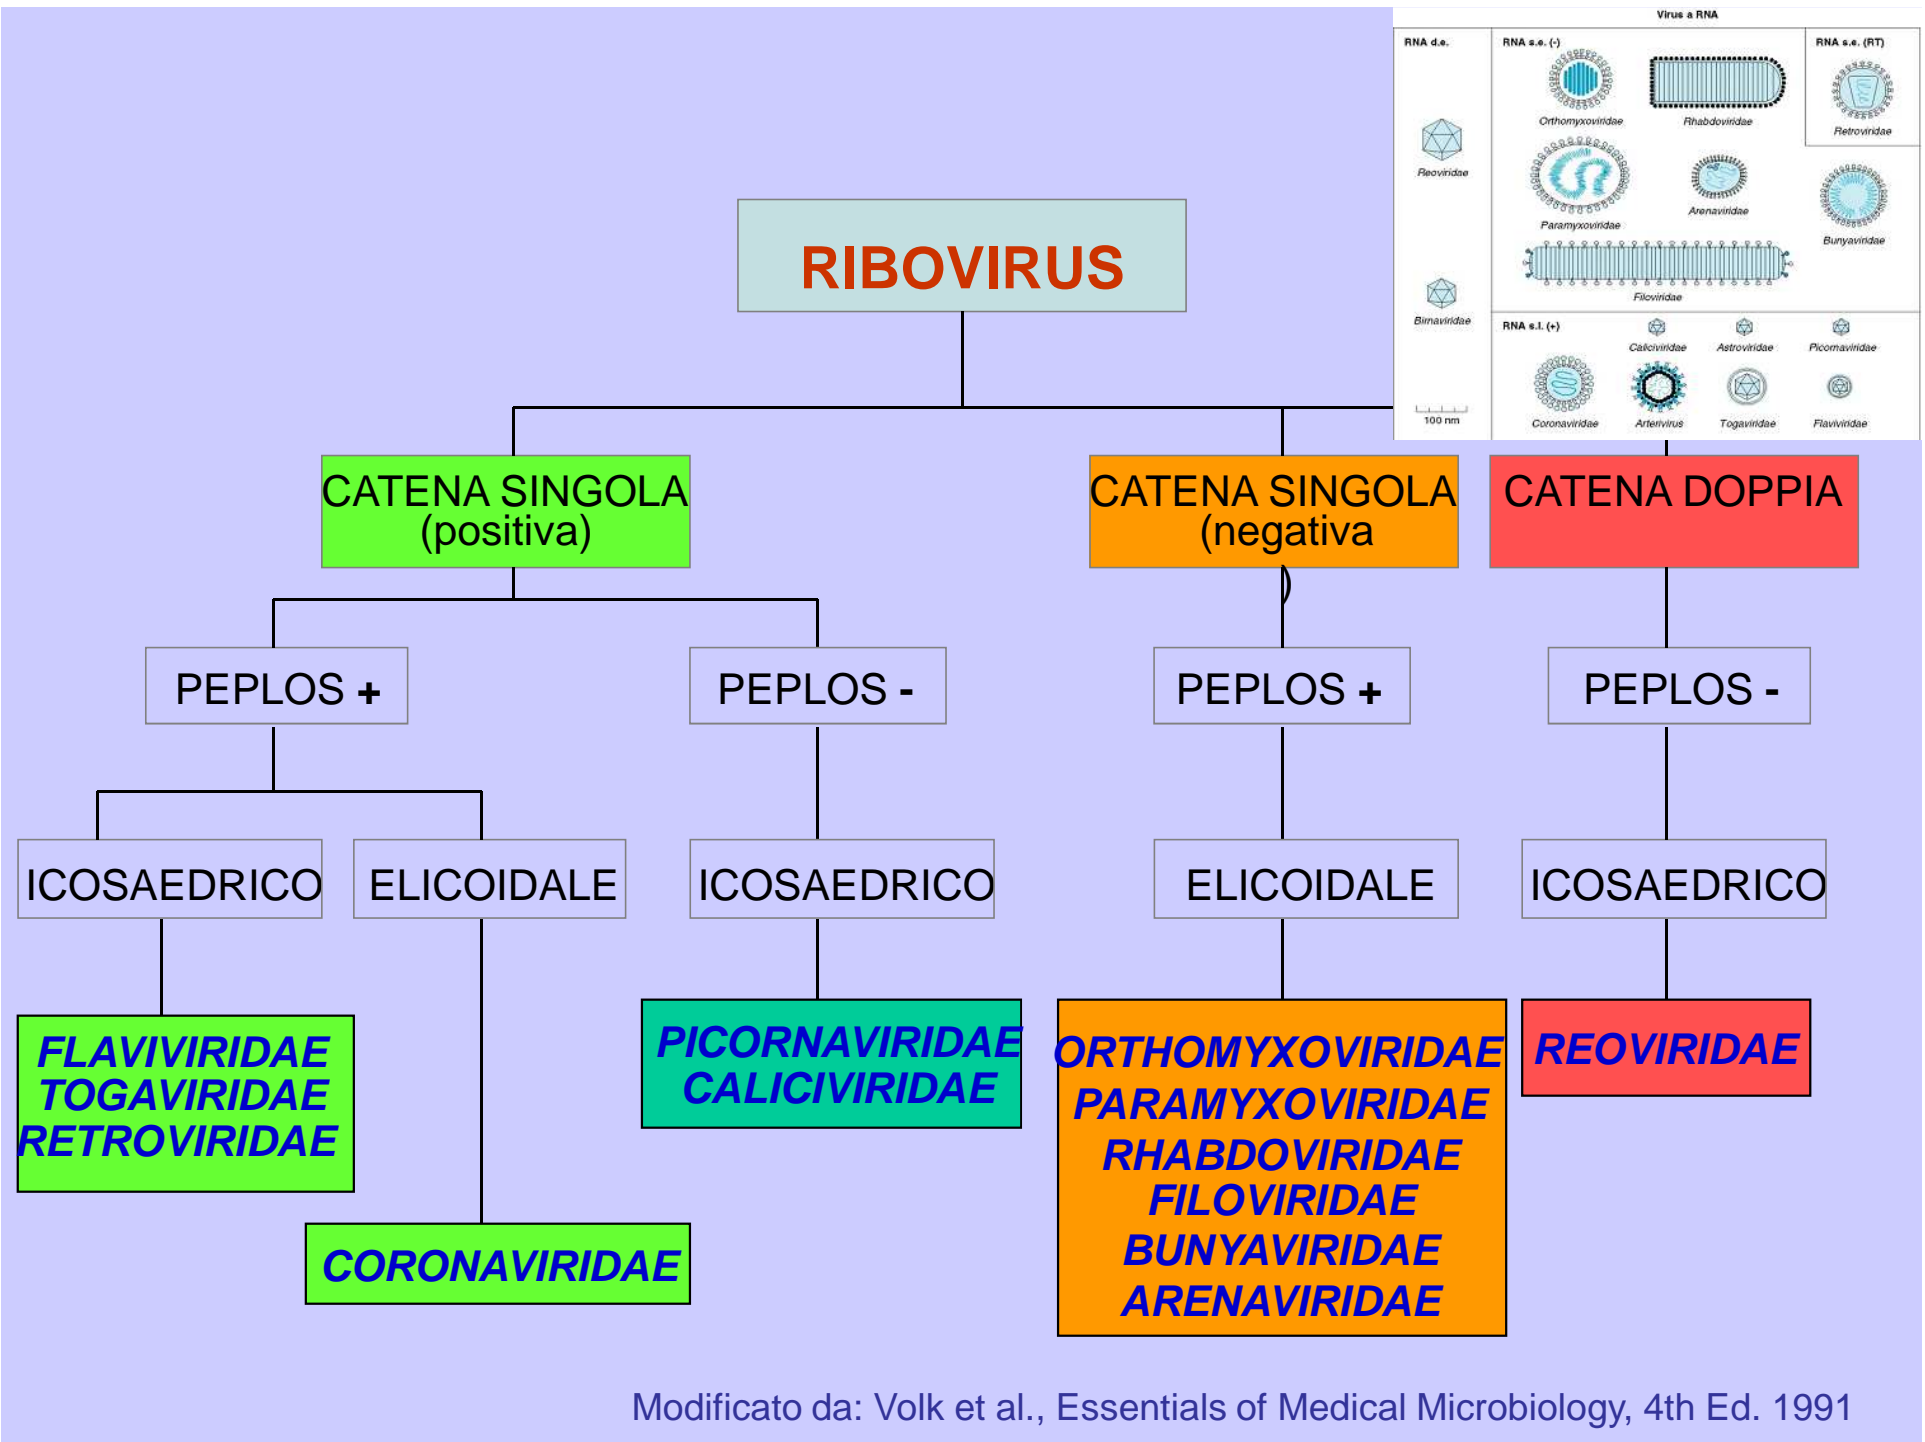 Virus a RNA
RNA d.e.
RNA s.e. (-)
RNA s.e. (RT)
Orthomyxoviridae
Rhabdoviridae
Retroviridae
Reoviridae
Paramyxoviridae
Arenaviridae
Bunyaviridae
Filoviridae
Birnaviridae
RNA s.l. (+)
Caliciviridae
Astroviridae
Picornaviridae
100 nm
Coronaviridae
Arterivirus
Togaviridae
Flaviviridae
RIBOVIRUS
CATENA SINGOLA
(positiva)
CATENA SINGOLA
(negativa
)
CATENA DOPPIA
PEPLOS +
PEPLOS -
PEPLOS +
PEPLOS -
ICOSAEDRICO
ELICOIDALE
ICOSAEDRICO
ELICOIDALE
ICOSAEDRICO
FLAVIVIRIDAE
TOGAVIRIDAE
RETROVIRIDAE
CORONAVIRIDAE
PICORNAVIRIDAE
CALICIVIRIDAE
ORTHOMYXOVIRIDAE
PARAMYXOVIRIDAE
RHABDOVIRIDAE
FILOVIRIDAE
BUNYAVIRIDAE
ARENAVIRIDAE
REOVIRIDAE
Modificato da: Volk et al., Essentials of Medical Microbiology, 4th Ed. 1991